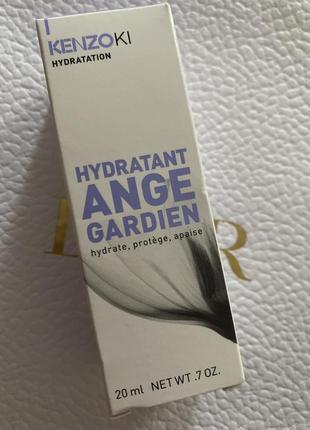 KENZOKI
HYDRATATION
HYDRATANT
ANGE
GARDIEN
hydrate, protège, apaise
20 ml NET WT .7 OZ.